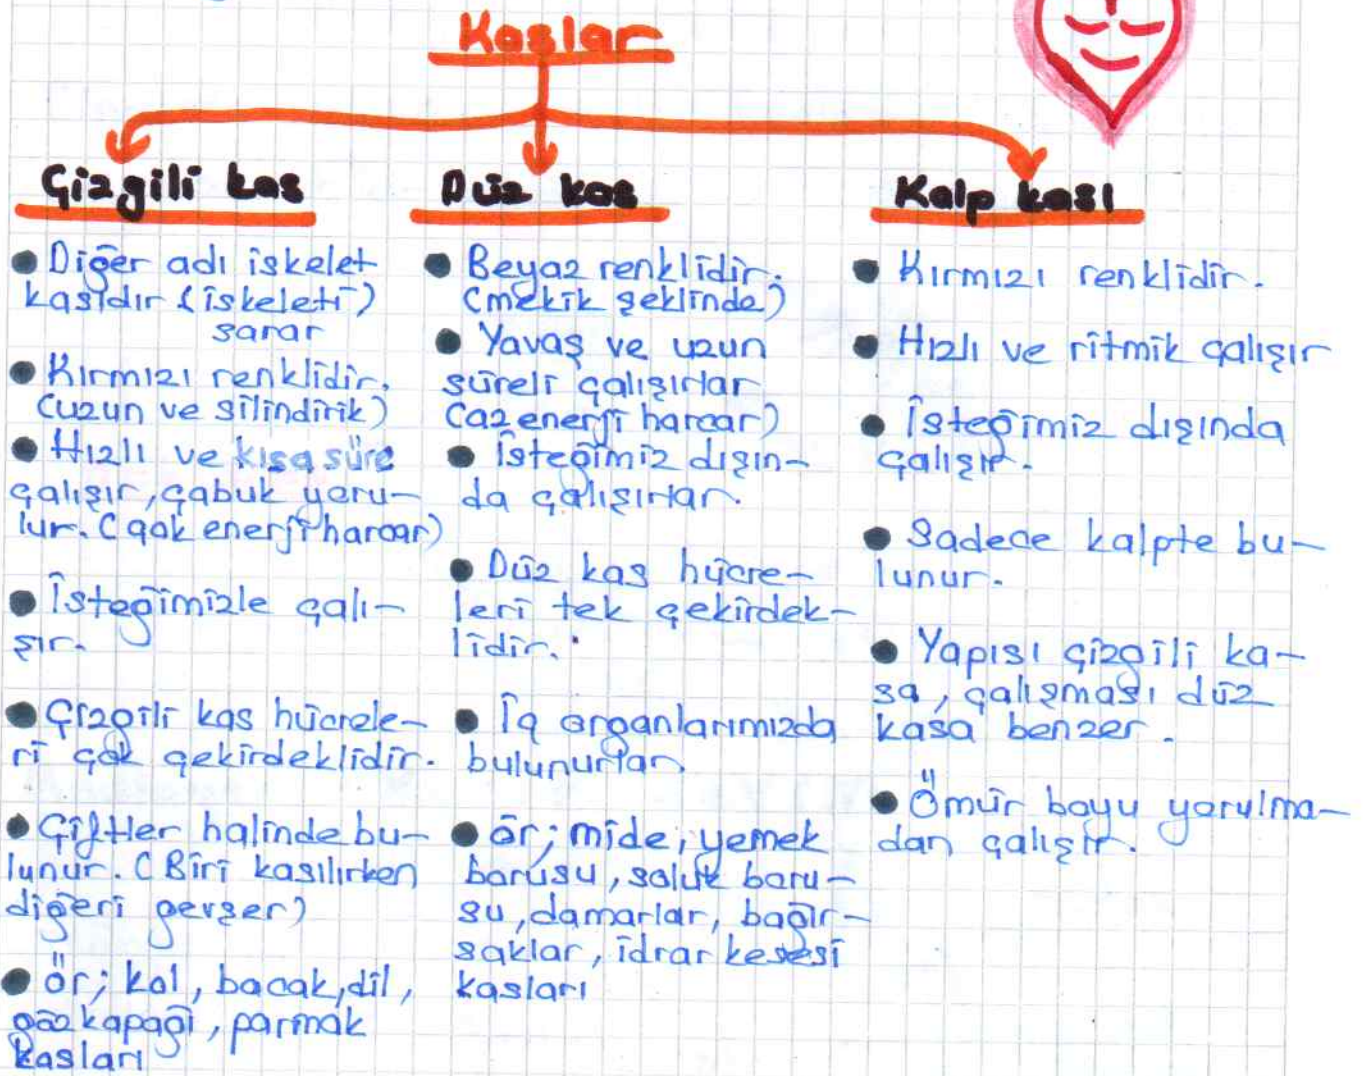 Kaslar
Çizgili kas
● Diğer adı iskelet
kasıdır (iskeleti)
sarar
● Kırmızı renklidir.
(uzun ve silindirik)
● Hızlı ve kısa süre
çalışır, çabuk yoru-
lur. (çok enerji harcar)
● İsteğimizle çalı-
şır.
● Çizgili kas hücrele-
ri çok çekirdeklidir.
● Çiftler halinde bu-
lunur. (Biri kasılırken
diğeri gevşer)
● ör; kol, bacak, dil,
göz kapağı, parmak
kasları
Düz kas
● Beyaz renklidir.
(mekik şeklinde)
● Yavaş ve uzun
süreli çalışırlar
(az enerji harcar)
● İsteğimiz dışın-
da çalışırlar.
● Düz kas hücre-
leri tek çekirdek-
lidir.
● İç organlarımızda
bulunurlar.
● ör; mide, yemek
borusu, soluk boru-
su, damarlar, bağır-
saklar, idrar kesesi
kasları
Kalp kası
● Kırmızı renklidir.
● Hızlı ve ritmik çalışır
● İsteğimiz dışında
çalışır.
● Sadece kalpte bu-
lunur.
● Yapısı çizgili ka-
sa, çalışması düz
kasa benzer.
● Ömür boyu yorulma-
dan çalışır.